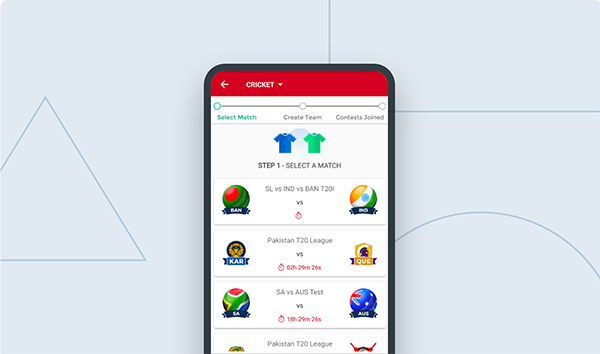 CRICKET
Select Match Create Team Contests Joined
STEP 1 - SELECT A MATCH
SL vs IND vs BAN T20I
BAN vs IND
Pakistan T20 League
KAR vs QUE
02h 29m 26s
SA vs AUS Test
SA vs AUS
18h 29m 26s
Pakistan T20 League